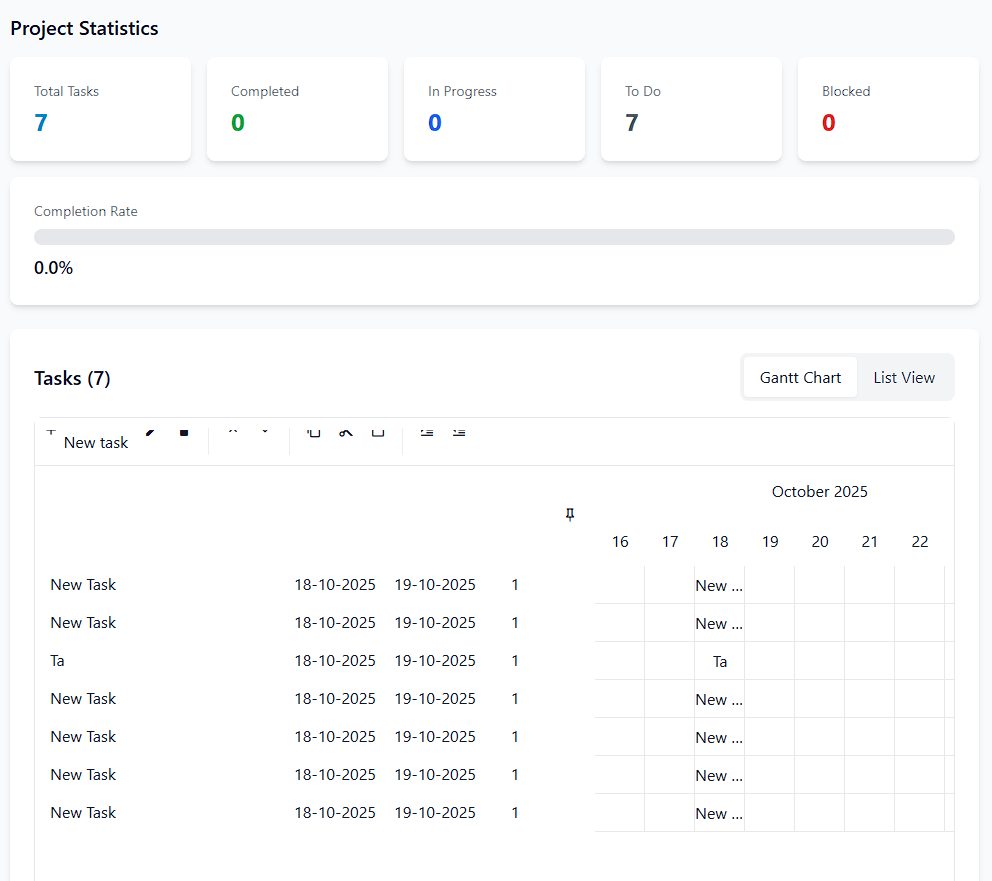 Project Statistics
Total Tasks
7
Completed
0
In Progress
0
To Do
7
Blocked
0
Completion Rate
0.0%
Tasks (7)
Gantt Chart
List View
New task
October 2025
16 17 18 19 20 21 22
New Task 18-10-2025 19-10-2025 1 New ...
New Task 18-10-2025 19-10-2025 1 New ...
Ta 18-10-2025 19-10-2025 1 Ta
New Task 18-10-2025 19-10-2025 1 New ...
New Task 18-10-2025 19-10-2025 1 New ...
New Task 18-10-2025 19-10-2025 1 New ...
New Task 18-10-2025 19-10-2025 1 New ...